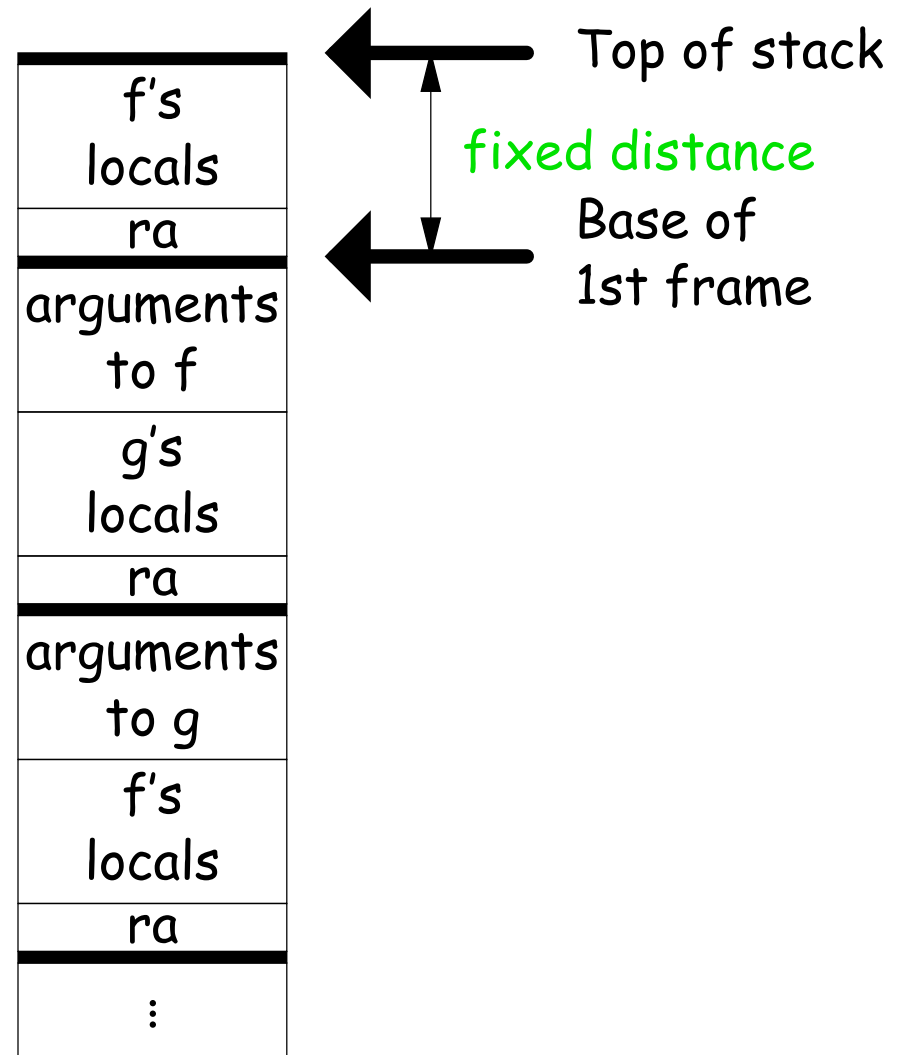 f's
locals
ra
arguments
to f
g's
locals
ra
arguments
to g
f's
locals
ra
⋮
Top of stack
fixed distance
Base of
1st frame